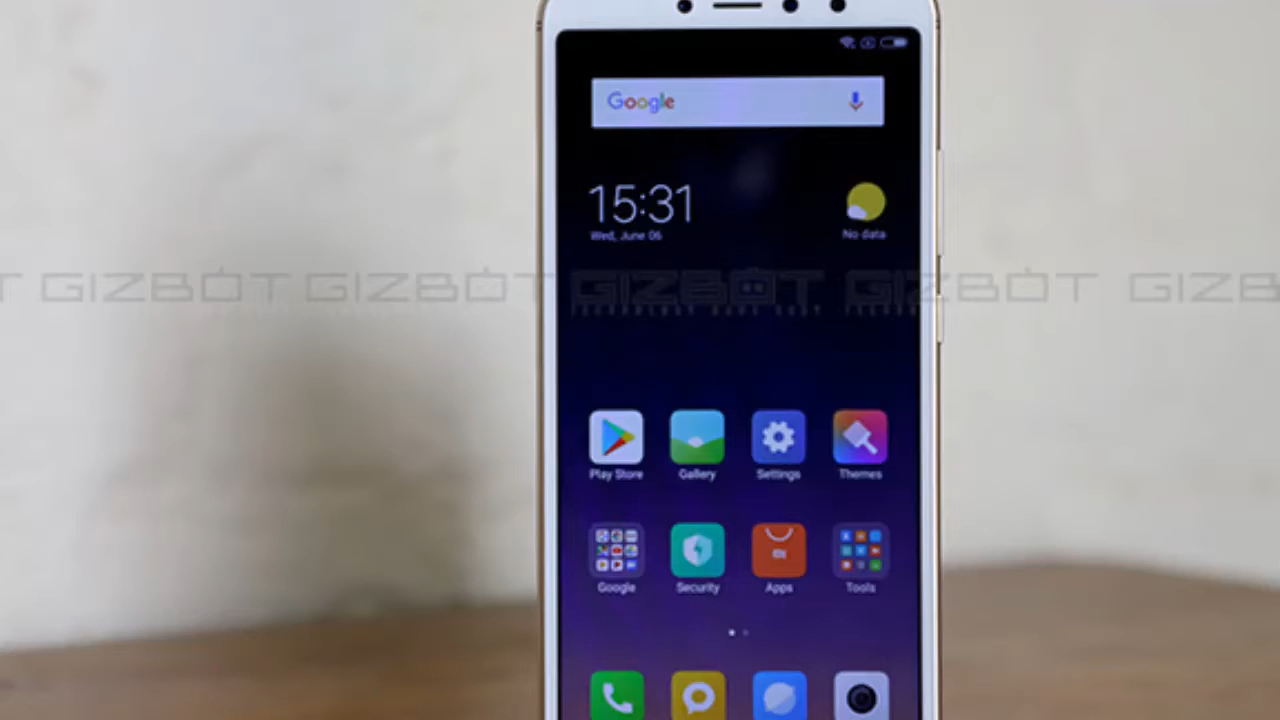 Google
15:31
Wed, June 06
No data
GIZBOT GIZBOT GIZBOT GIZBOT GIZB
Play Store
Gallery
Settings
Themes
Google
Security
Apps
Tools